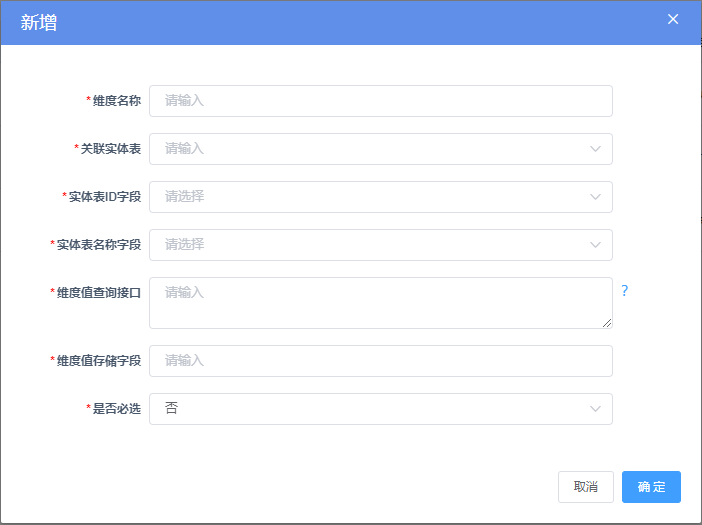 新增
*维度名称 请输入
*关联实体表 请输入
*实体表ID字段 请选择
*实体表名称字段 请选择
*维度值查询接口 请输入 ?
*维度值存储字段 请输入
*是否必选 否
取消 确定